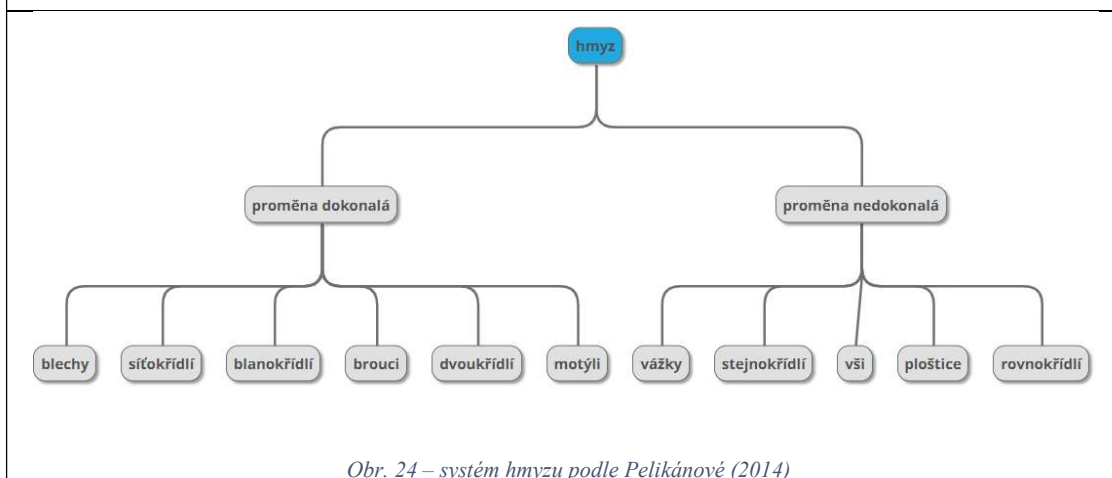 hmyz
proměna dokonalá
proměna nedokonalá
blechy
síťokřídlí
blanokřídlí
brouci
dvoukřídlí
motýli
vážky
stejnokřídlí
vši
ploštice
rovnokřídlí
Obr. 24 – systém hmyzu podle Pelikánové (2014)